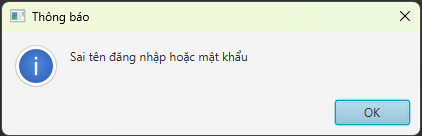 Thông báo
Sai tên đăng nhập hoặc mật khẩu
OK